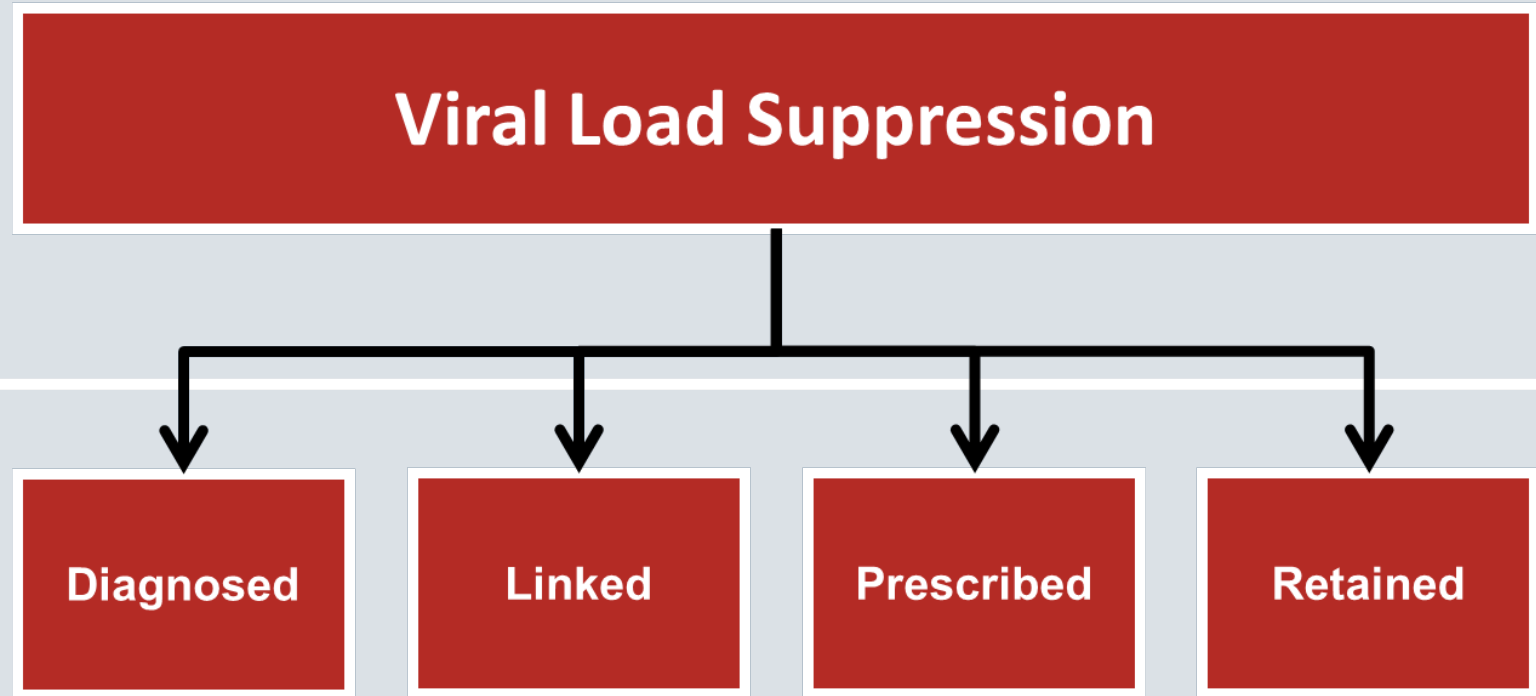 Viral Load Suppression
Diagnosed
Linked
Prescribed
Retained